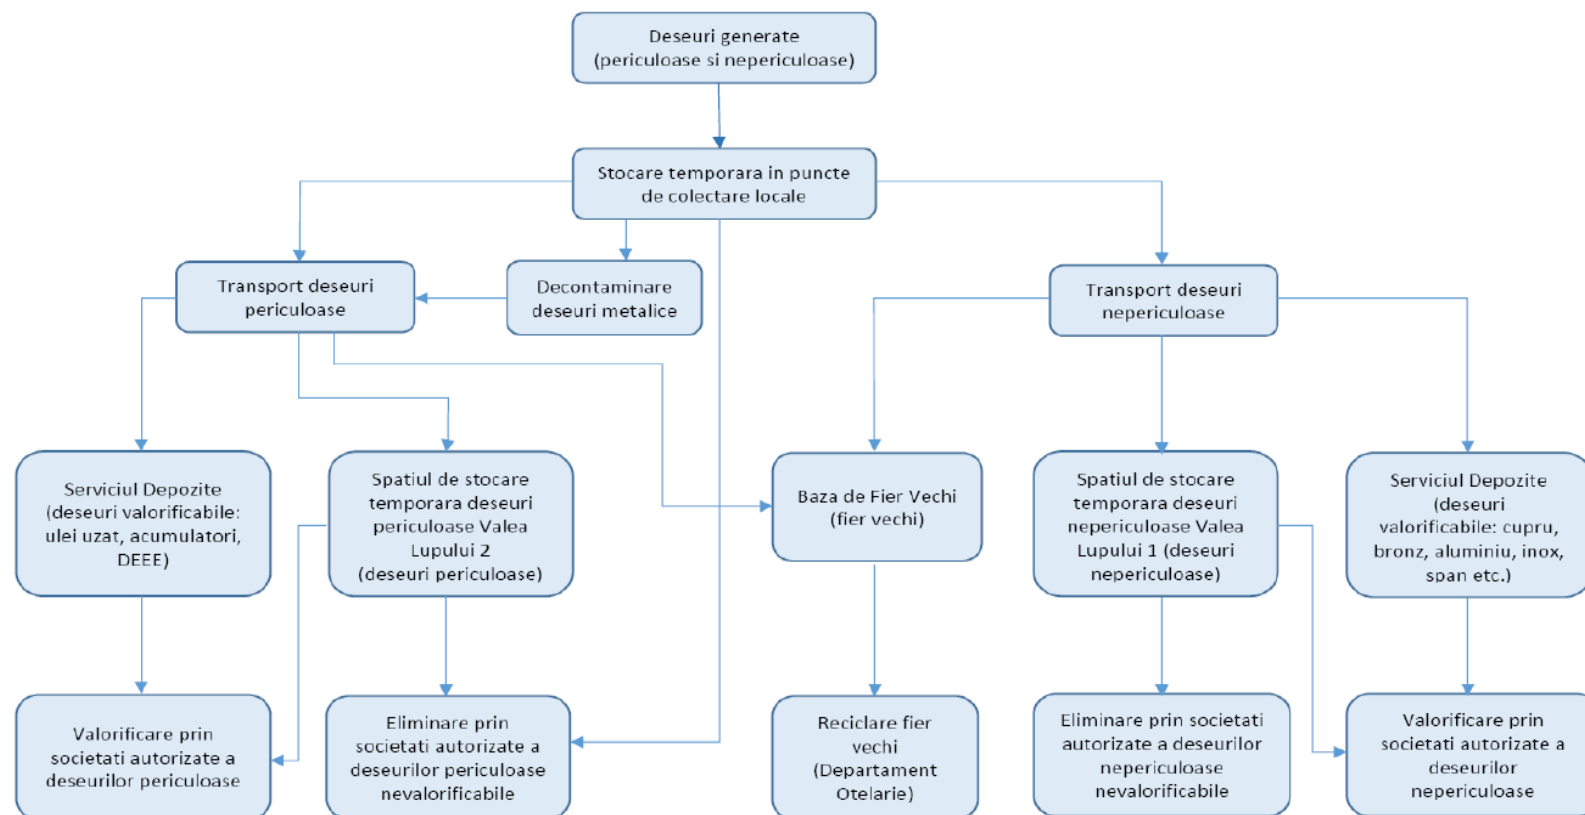 Deseuri generate
(periculoase si nepericuloase)
Stocare temporara in puncte
de colectare locale
Transport deseuri
periculoase
Decontaminare
deseuri metalice
Transport deseuri
nepericuloase
Serviciul Depozite
(deseuri valorificabile:
ulei uzat, acumulatori,
DEEE)
Spatiul de stocare
temporara deseuri
periculoase Valea
Lupului 2
(deseuri periculoase)
Baza de Fier Vechi
(fier vechi)
Spatiul de stocare
temporara deseuri
nepericuloase Valea
Lupului 1 (deseuri
nepericuloase)
Serviciul Depozite
(deseuri
valorificabile: cupru,
bronz, aluminiu, inox,
span etc.)
Valorificare prin
societati autorizate a
deseurilor periculoase
Eliminare prin
societati autorizate a
deseurilor periculoase
nevalorificabile
Reciclare fier
vechi
(Departament
Otelarie)
Eliminare prin societati
autorizate a deseurilor
nepericuloase
nevalorificabile
Valorificare prin
societati autorizate a
deseurilor
nepericuloase